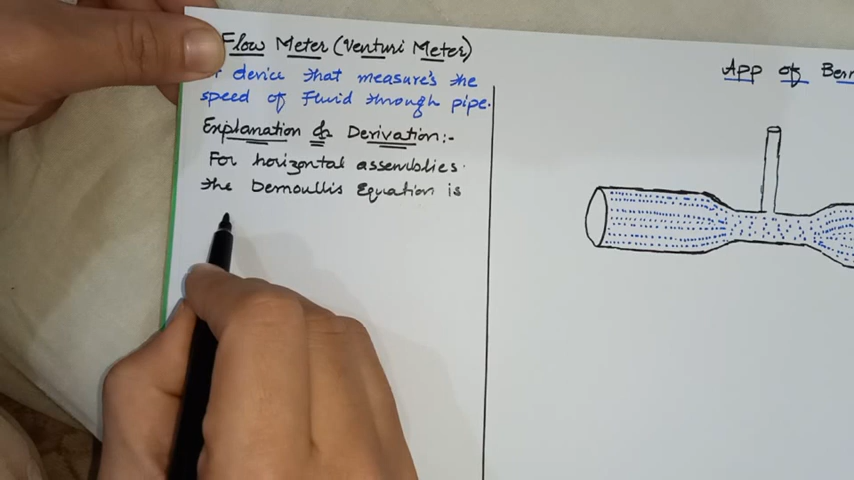 Flow Meter (Venturi Meter)
device that measure's the
speed of Fluid through pipe.
Explanation & Derivation:-
For horizontal assemblies.
the Bernoullis Equation is
App of Bern